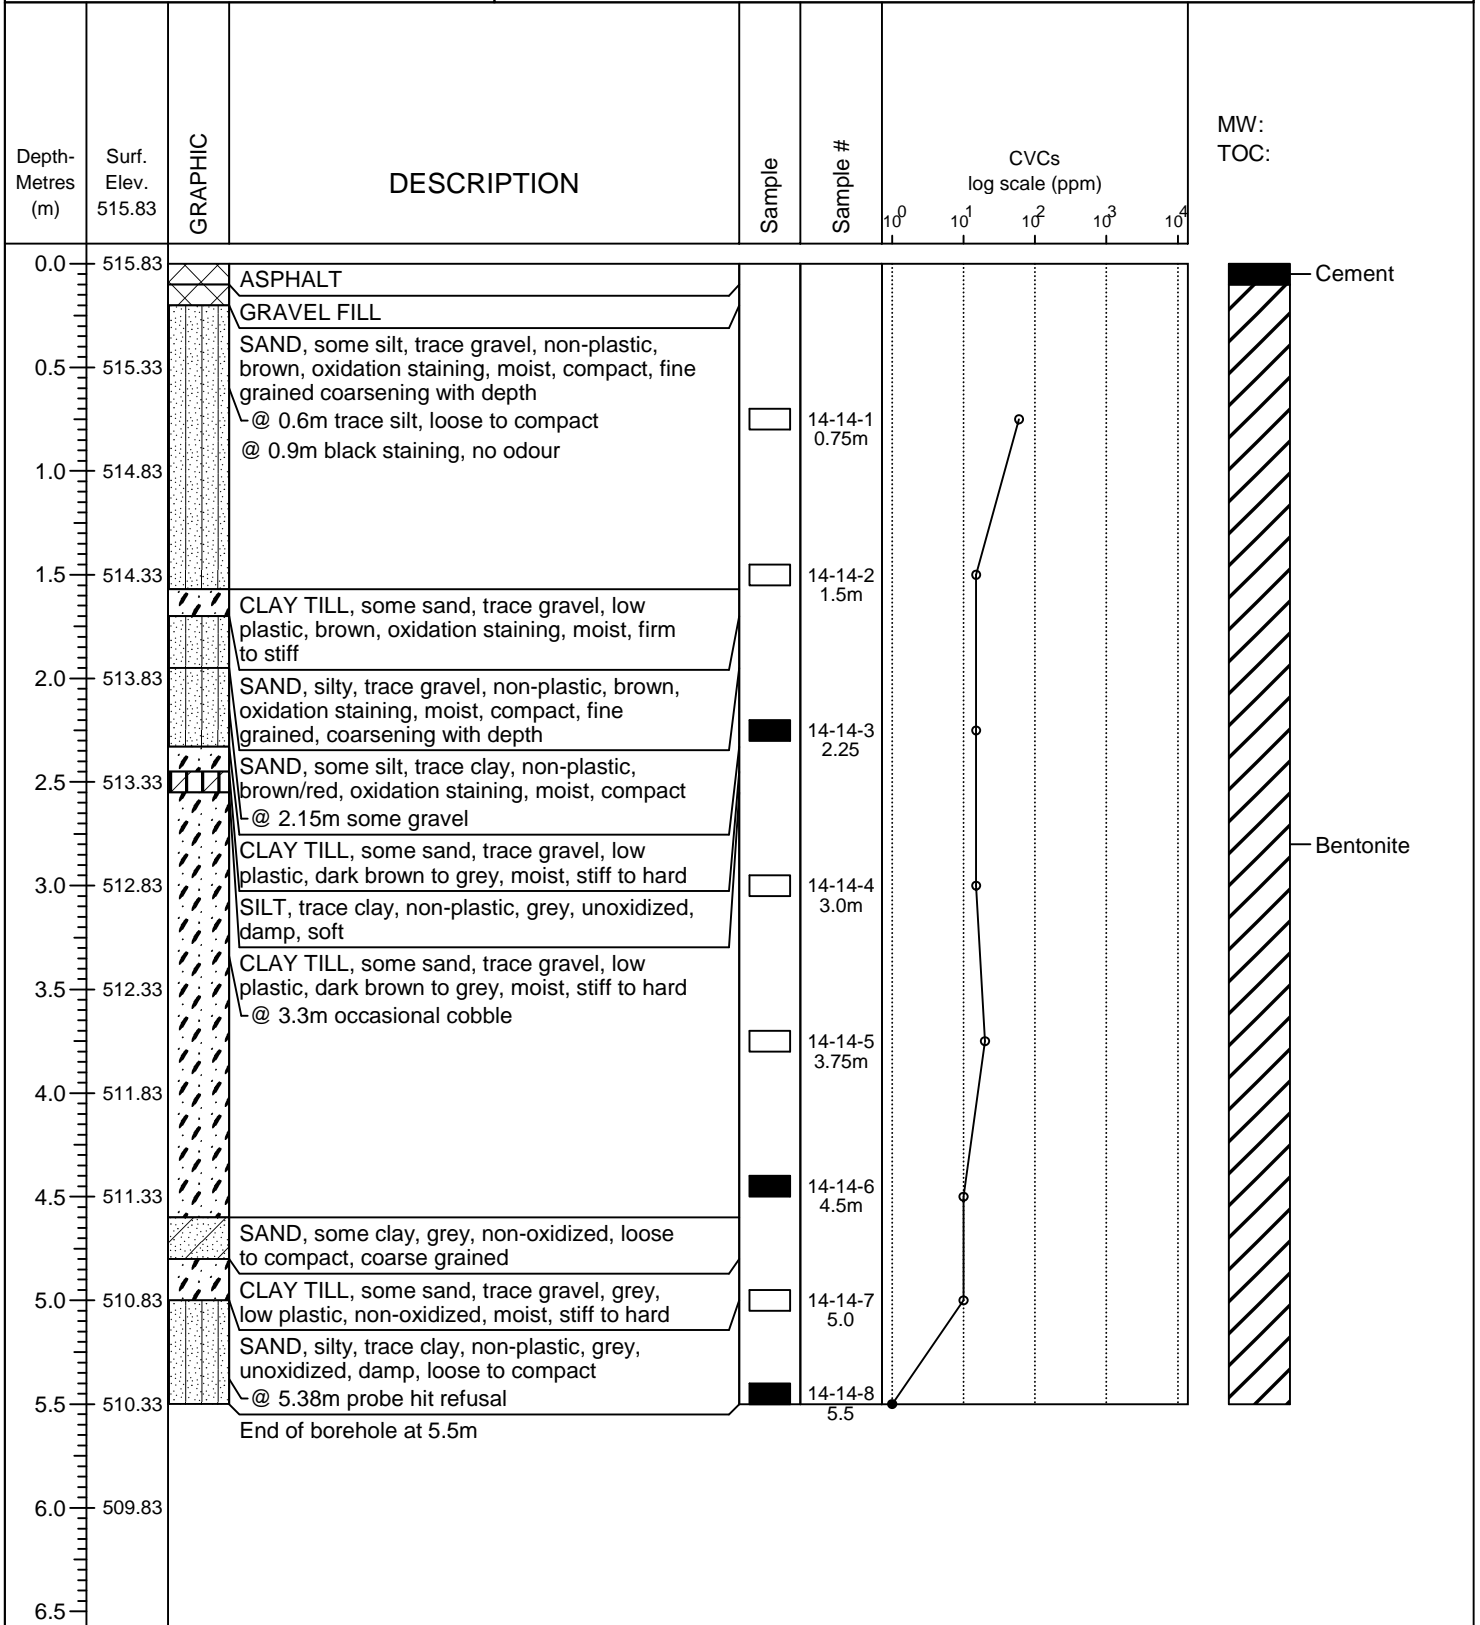 Depth-
Metres
(m)
Surf.
Elev.
515.83
GRAPHIC
DESCRIPTION
Sample
Sample #
CVCs
log scale (ppm)
10^0 10^1 10^2 10^3 10^4
MW:
TOC:
0.0 515.83
ASPHALT
Cement
GRAVEL FILL
SAND, some silt, trace gravel, non-plastic,
brown, oxidation staining, moist, compact, fine
grained coarsening with depth
0.5 515.33
@ 0.6m trace silt, loose to compact
14-14-1
0.75m
@ 0.9m black staining, no odour
1.0 514.83
1.5 514.33
14-14-2
1.5m
CLAY TILL, some sand, trace gravel, low
plastic, brown, oxidation staining, moist, firm
to stiff
2.0 513.83
SAND, silty, trace gravel, non-plastic, brown,
oxidation staining, moist, compact, fine
grained, coarsening with depth
14-14-3
2.25
SAND, some silt, trace clay, non-plastic,
brown/red, oxidation staining, moist, compact
2.5 513.33
@ 2.15m some gravel
CLAY TILL, some sand, trace gravel, low
plastic, dark brown to grey, moist, stiff to hard
Bentonite
3.0 512.83
14-14-4
3.0m
SILT, trace clay, non-plastic, grey, unoxidized,
damp, soft
CLAY TILL, some sand, trace gravel, low
plastic, dark brown to grey, moist, stiff to hard
3.5 512.33
@ 3.3m occasional cobble
14-14-5
3.75m
4.0 511.83
4.5 511.33
14-14-6
4.5m
SAND, some clay, grey, non-oxidized, loose
to compact, coarse grained
CLAY TILL, some sand, trace gravel, grey,
low plastic, non-oxidized, moist, stiff to hard
5.0 510.83
14-14-7
5.0
SAND, silty, trace clay, non-plastic, grey,
unoxidized, damp, loose to compact
@ 5.38m probe hit refusal
5.5 510.33
14-14-8
5.5
End of borehole at 5.5m
6.0 509.83
6.5